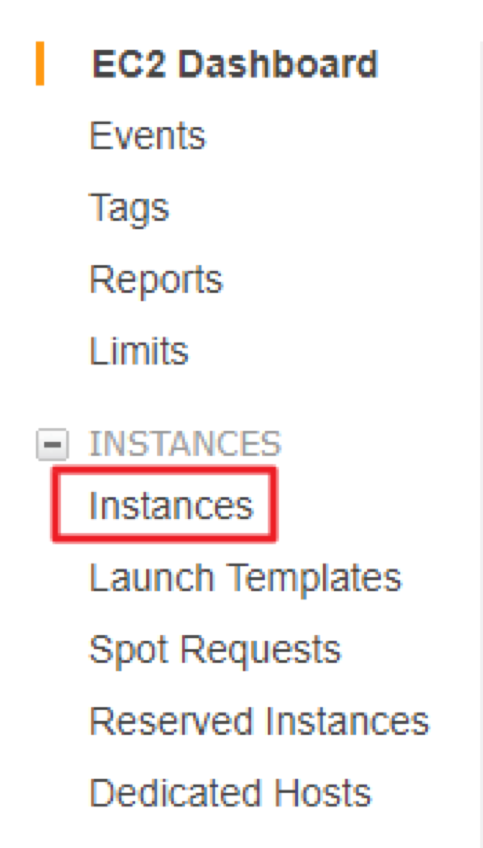 EC2 Dashboard
Events
Tags
Reports
Limits
INSTANCES
Instances
Launch Templates
Spot Requests
Reserved Instances
Dedicated Hosts